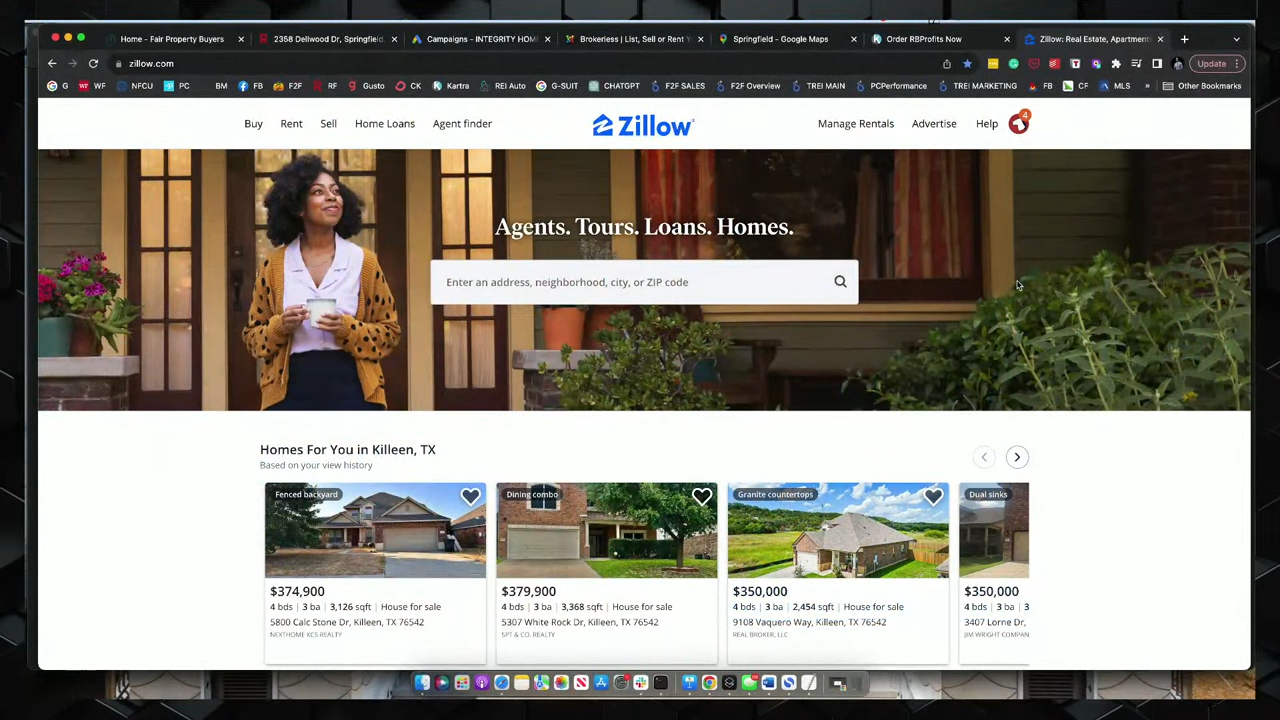 Home - Fair Property Buyers
2358 Dellwood Dr, Springfield,
Campaigns - INTEGRITY HOM
Brokerless | List, Sell or Rent Y
Springfield - Google Maps
Order RBProfits Now
Zillow: Real Estate, Apartments
zillow.com
Update
G
WF
NFCU
PC
BM
FB
F2F
RF
Gusto
CK
Kartra
REI Auto
G-SUIT
CHATGPT
F2F SALES
F2F Overview
TREI MAIN
PCPerformance
TREI MARKETING
FB
CF
MLS
»
Other Bookmarks
Buy
Rent
Sell
Home Loans
Agent finder
Zillow
Manage Rentals
Advertise
Help
4
Agents. Tours. Loans. Homes.
Enter an address, neighborhood, city, or ZIP code
Homes For You in Killeen, TX
Based on your view history
Fenced backyard
$374,900
4 bds | 3 ba | 3,126 sqft | House for sale
5800 Calc Stone Dr, Killeen, TX 76542
NEXTHOME KCS REALTY
Dining combo
$379,900
4 bds | 3 ba | 3,368 sqft | House for sale
5307 White Rock Dr, Killeen, TX 76542
SPT & CO. REALTY
Granite countertops
$350,000
4 bds | 3 ba | 2,454 sqft | House for sale
9108 Vaquero Way, Killeen, TX 76542
REAL BROKER, LLC
Dual sinks
$350,000
4 bds | 3 ba | 3
3407 Lorne Dr,
JIM WRIGHT COMPAN